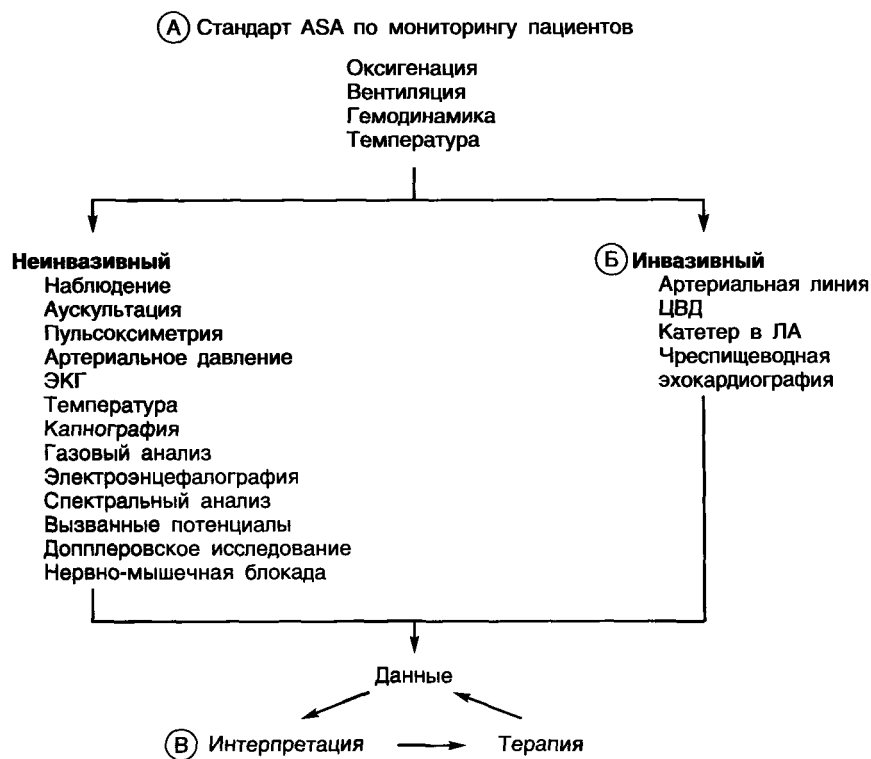 А Стандарт ASA по мониторингу пациентов
Оксигенация
Вентиляция
Гемодинамика
Температура
Неинвазивный
Наблюдение
Аускультация
Пульсоксиметрия
Артериальное давление
ЭКГ
Температура
Капнография
Газовый анализ
Электроэнцефалография
Спектральный анализ
Вызванные потенциалы
Допплеровское исследование
Нервно-мышечная блокада
Б Инвазивный
Артериальная линия
ЦВД
Катетер в ЛА
Чреспищеводная
эхокардиография
Данные
В Интерпретация
Терапия